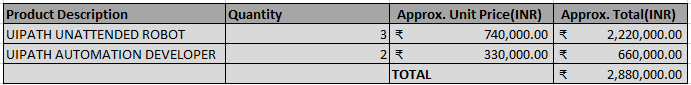 Product Description Quantity Approx. Unit Price(INR) Approx. Total(INR)
UIPATH UNATTENDED ROBOT 3 ₹ 740,000.00 ₹ 2,220,000.00
UIPATH AUTOMATION DEVELOPER 2 ₹ 330,000.00 ₹ 660,000.00
TOTAL ₹ 2,880,000.00